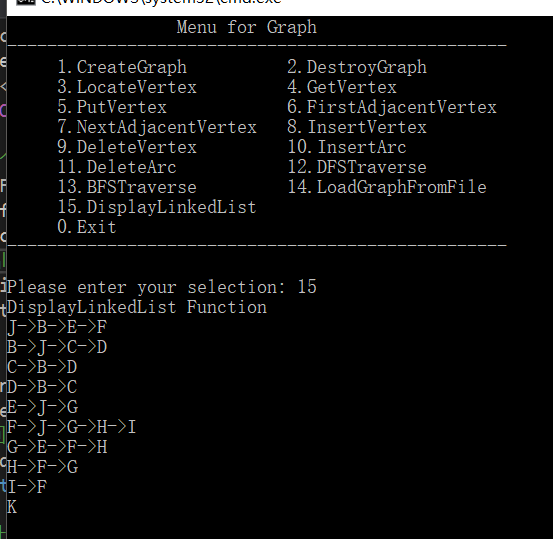 C:\WINDOWS\system32\cmd.exe
Menu for Graph
-------------------------------------------------
1.CreateGraph 2.DestroyGraph
3.LocateVertex 4.GetVertex
5.PutVertex 6.FirstAdjacentVertex
7.NextAdjacentVertex 8.InsertVertex
9.DeleteVertex 10.InsertArc
11.DeleteArc 12.DFSTraverse
13.BFSTraverse 14.LoadGraphFromFile
15.DisplayLinkedList
0.Exit
-------------------------------------------------
Please enter your selection: 15
DisplayLinkedList Function
J->B->E->F
B->J->C->D
C->B->D
D->B->C
E->J->G
F->J->G->H->I
G->E->F->H
H->F->G
I->F
K